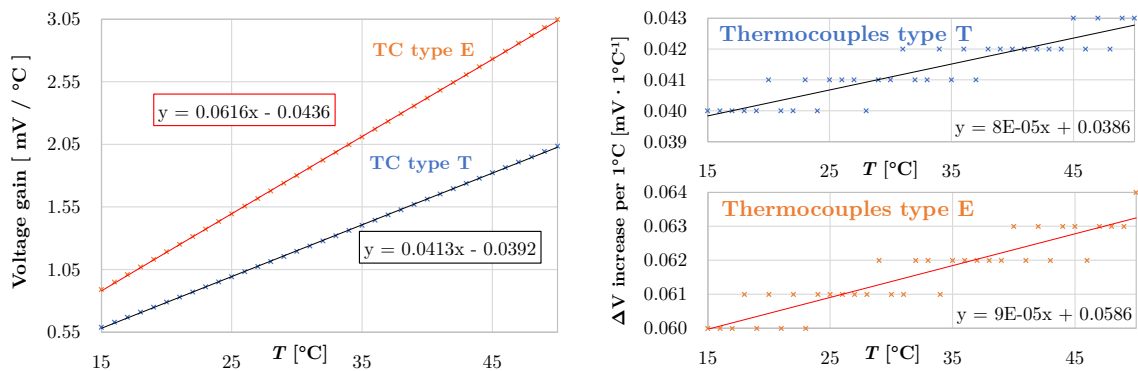 Voltage gain [ mV / °C]
3.05
2.55
2.05
1.55
1.05
0.55
TC type E
y = 0.0616x - 0.0436
TC type T
y = 0.0413x - 0.0392
15
25
35
45
T [°C]
ΔV increase per 1°C [mV · 1°C⁻¹]
0.043
0.042
0.041
0.040
0.039
Thermocouples type T
y = 8E-05x + 0.0386
15
25
35
45
T [°C]
0.064
0.063
0.062
0.061
0.060
Thermocouples type E
y = 9E-05x + 0.0586
15
25
35
45
T [°C]